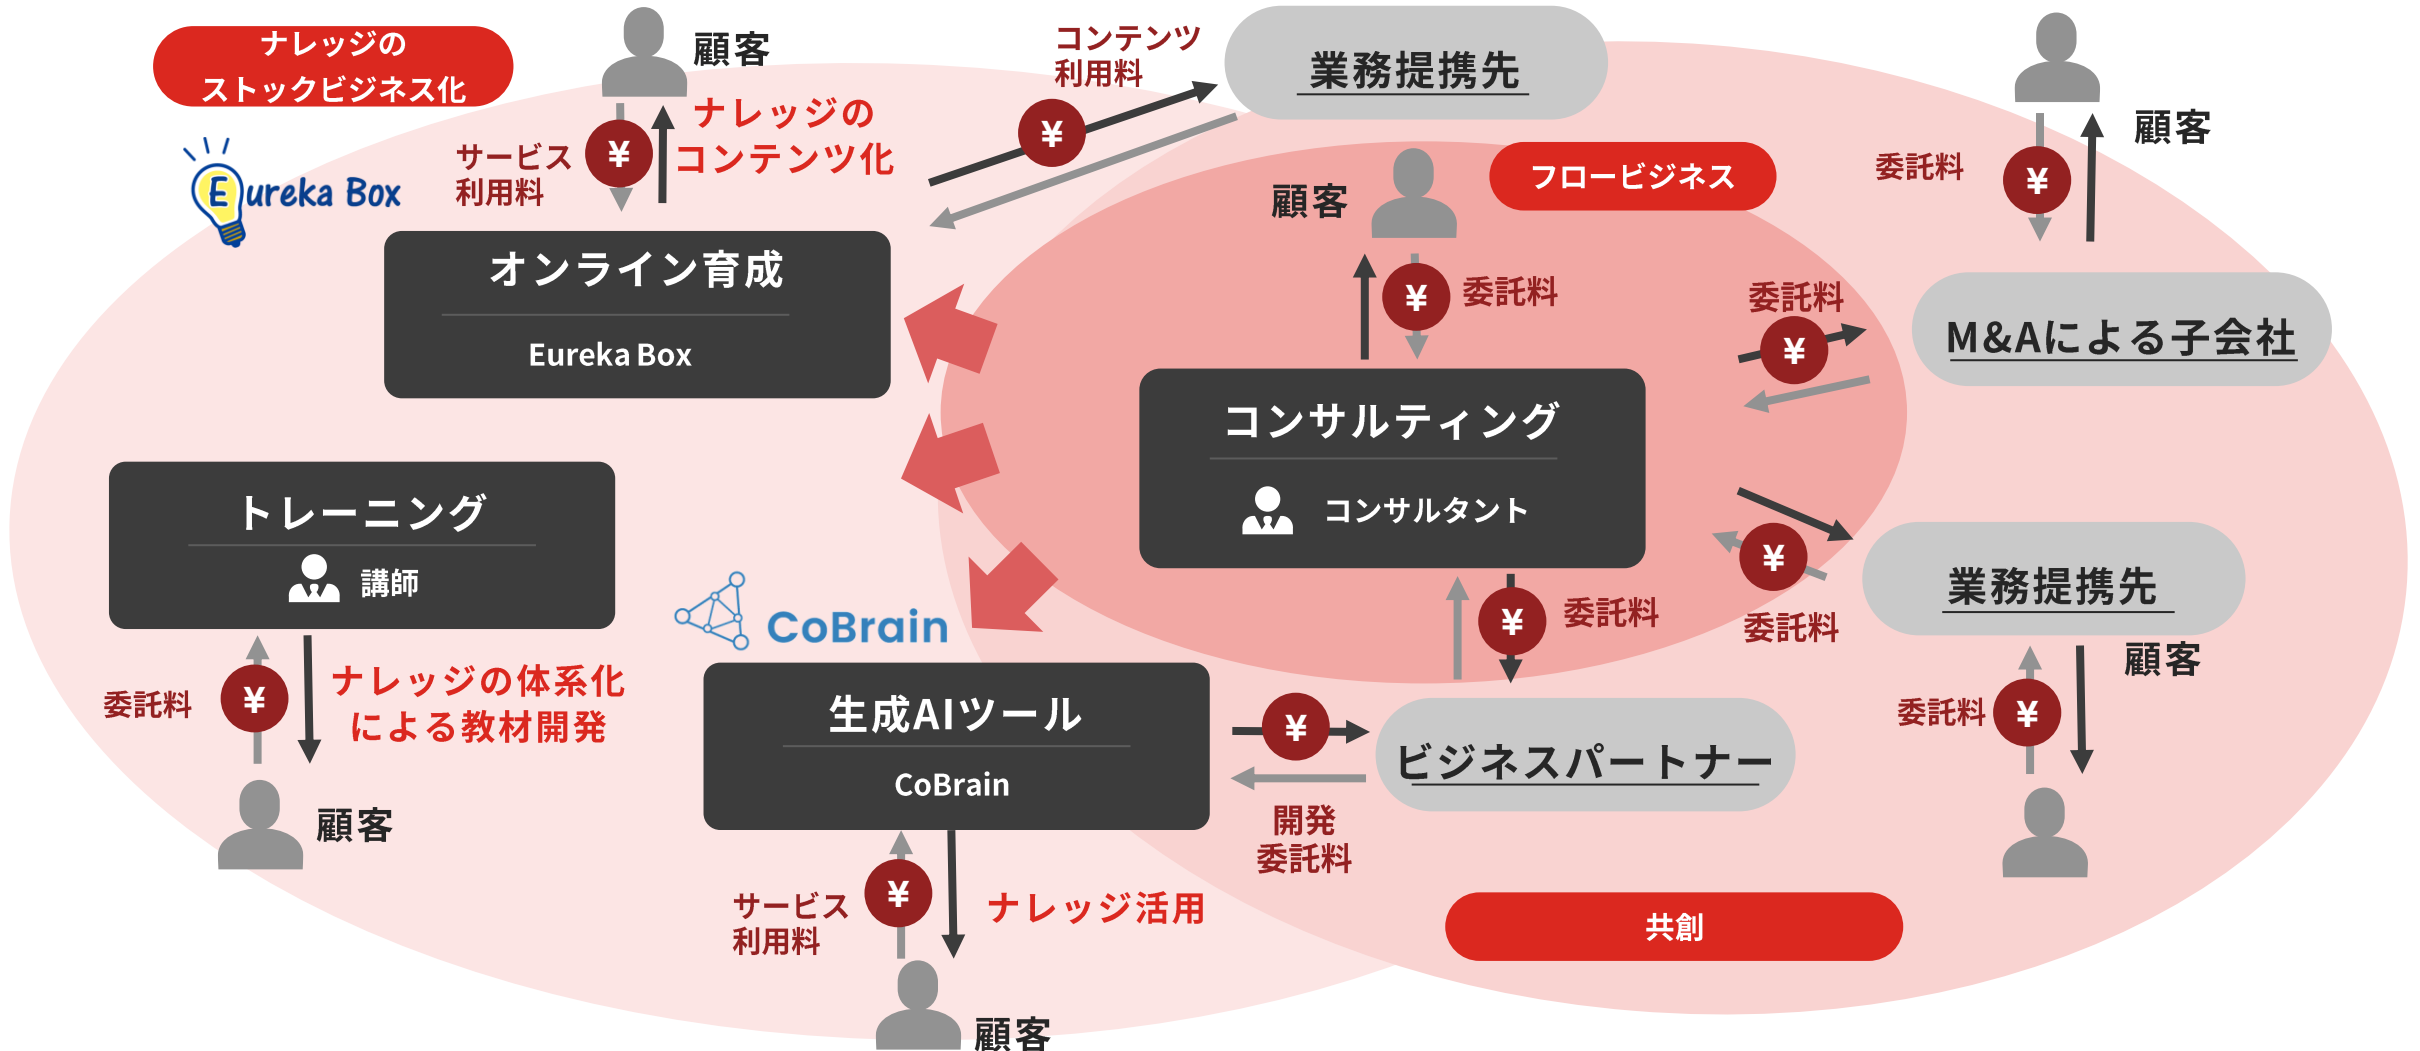 ナレッジの
ストックビジネス化
Eureka Box
顧客
サービス
利用料
¥
ナレッジの
コンテンツ化
コンテンツ
利用料
¥
業務提携先
オンライン育成
Eureka Box
フロービジネス
顧客
¥
委託料
コンサルティング
コンサルタント
顧客
委託料
¥
M&Aによる子会社
委託料
¥
トレーニング
講師
委託料
¥
ナレッジの体系化
による教材開発
顧客
CoBrain
生成AIツール
CoBrain
サービス
利用料
¥
ナレッジ活用
顧客
¥
委託料
¥
開発
委託料
ビジネスパートナー
¥
委託料
業務提携先
顧客
委託料
¥
共創